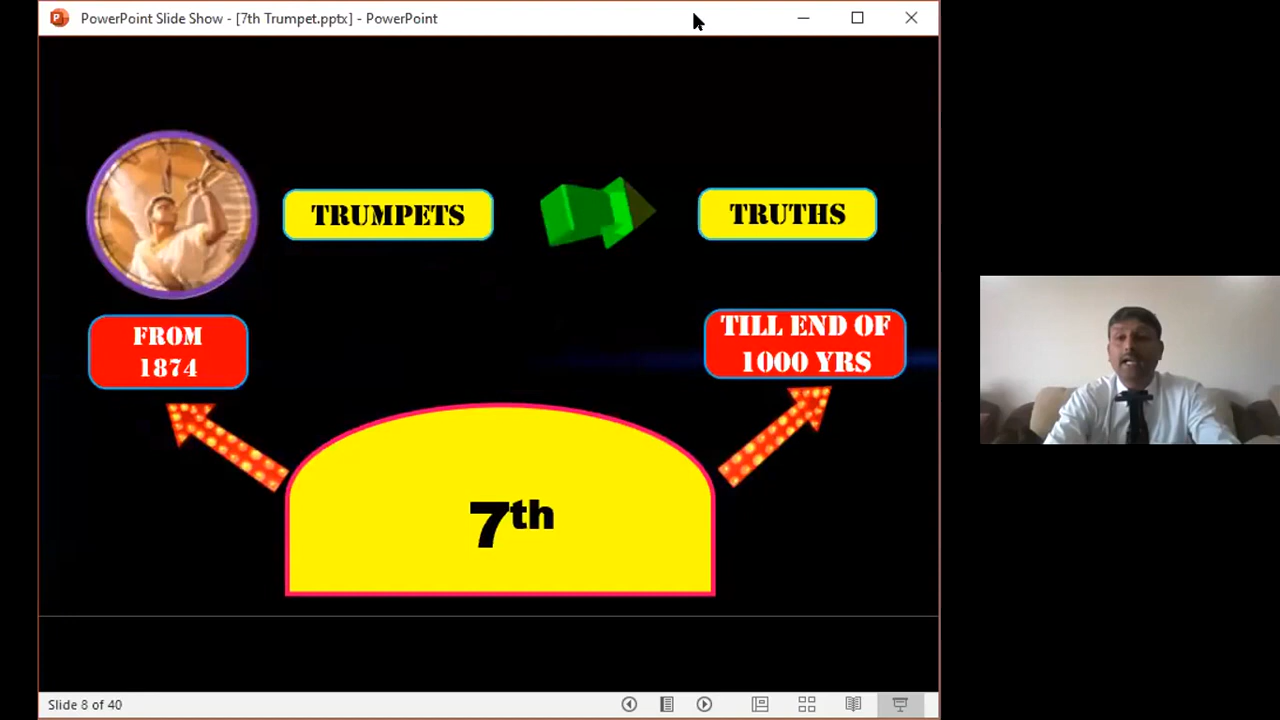 PowerPoint Slide Show - [7th Trumpet.pptx] - PowerPoint
TRUMPETS
TRUTHS
FROM
1874
TILL END OF
1000 YRS
7th
Slide 8 of 40